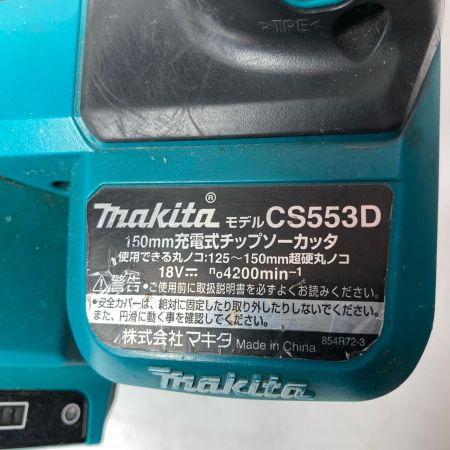 >TPE<
makita® モデル CS553D
150mm充電式チップソーカッタ
使用できる丸ノコ:125～150mm超硬丸ノコ
18V⎓ n₀4200min⁻¹
⚠警告 •ご使用前に取扱説明書を必ずよくお読みください。
•安全カバーは、絶対に固定したり取り外したりしないでください。
また、円滑に動く事を確認してください。
株式会社マキタ Made in China 854R72-3
makita